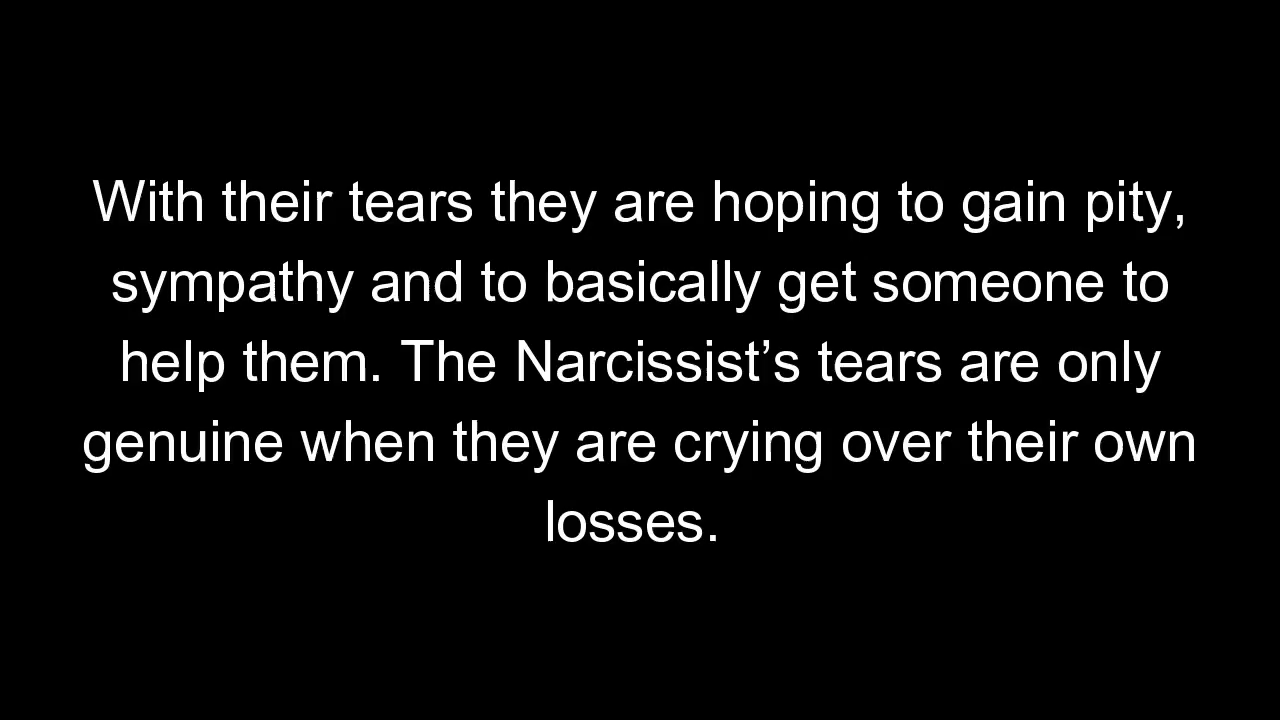 With their tears they are hoping to gain pity,
sympathy and to basically get someone to
help them. The Narcissist’s tears are only
genuine when they are crying over their own
losses.